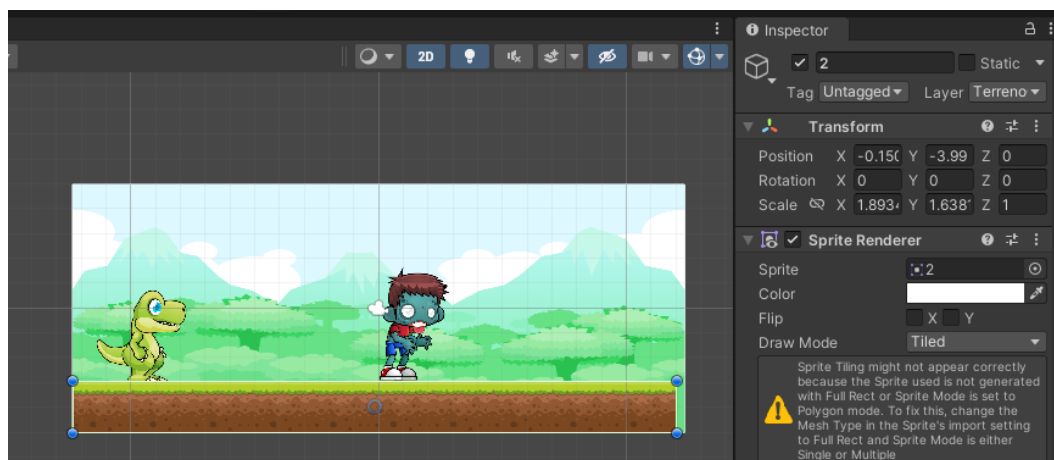 Inspector
2D
2
Static
Tag Untagged Layer Terreno
Transform
Position X -0.150 Y -3.99 Z 0
Rotation X 0 Y 0 Z 0
Scale X 1.893 Y 1.638 Z 1
Sprite Renderer
Sprite 2
Color
Flip X Y
Draw Mode Tiled
Sprite Tiling might not appear correctly
because the Sprite used is not generated
with Full Rect or Sprite Mode is set to
Polygon mode. To fix this, change the
Mesh Type in the Sprite's import setting
to Full Rect and Sprite Mode is either
Single or Multiple